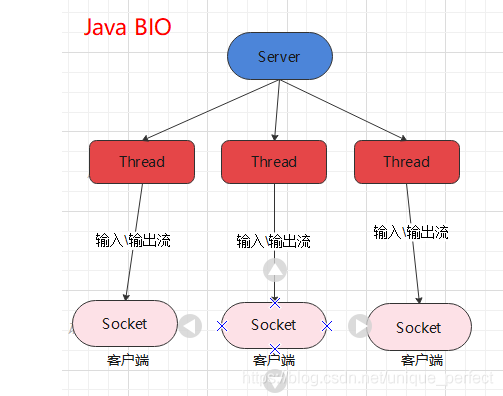 Java BIO
Server
Thread Thread Thread
输入\输出流 输入\输出流 输入\输出流
Socket Socket Socket
客户端 客户端 客户端
https://blog.csdn.net/unique_perfect